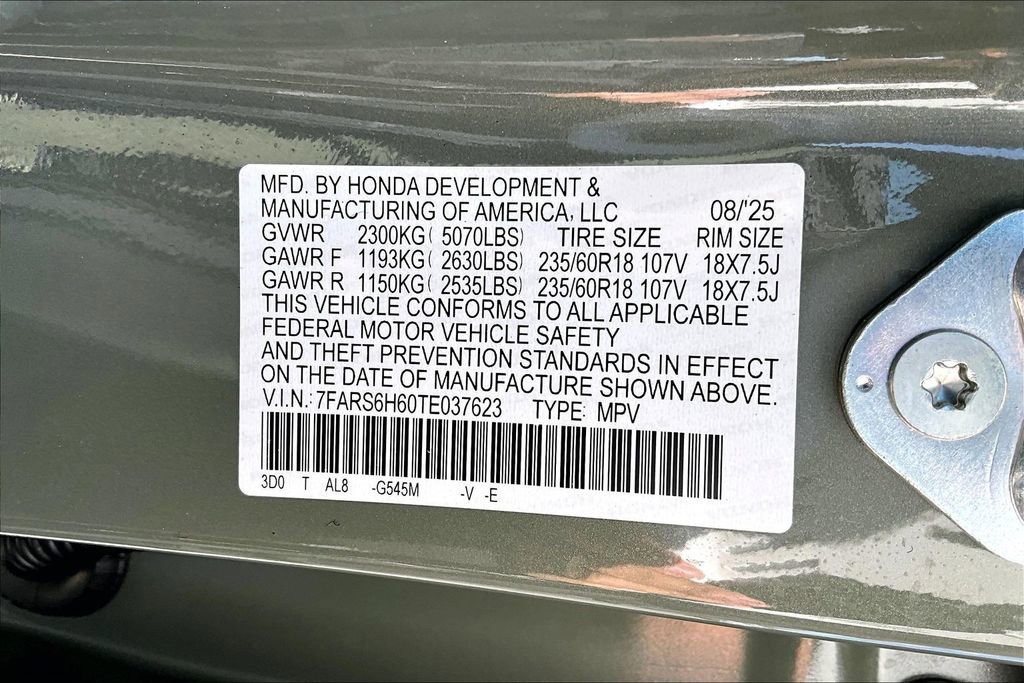 MFD. BY HONDA DEVELOPMENT &
MANUFACTURING OF AMERICA, LLC 08/'25
GVWR 2300KG( 5070LBS) TIRE SIZE RIM SIZE
GAWR F 1193KG( 2630LBS) 235/60R18 107V 18X7.5J
GAWR R 1150KG( 2535LBS) 235/60R18 107V 18X7.5J
THIS VEHICLE CONFORMS TO ALL APPLICABLE
FEDERAL MOTOR VEHICLE SAFETY
AND THEFT PREVENTION STANDARDS IN EFFECT
ON THE DATE OF MANUFACTURE SHOWN ABOVE.
V.I.N.: 7FARS6H60TE037623 TYPE: MPV
3D0 T AL8 -G545M -V -E